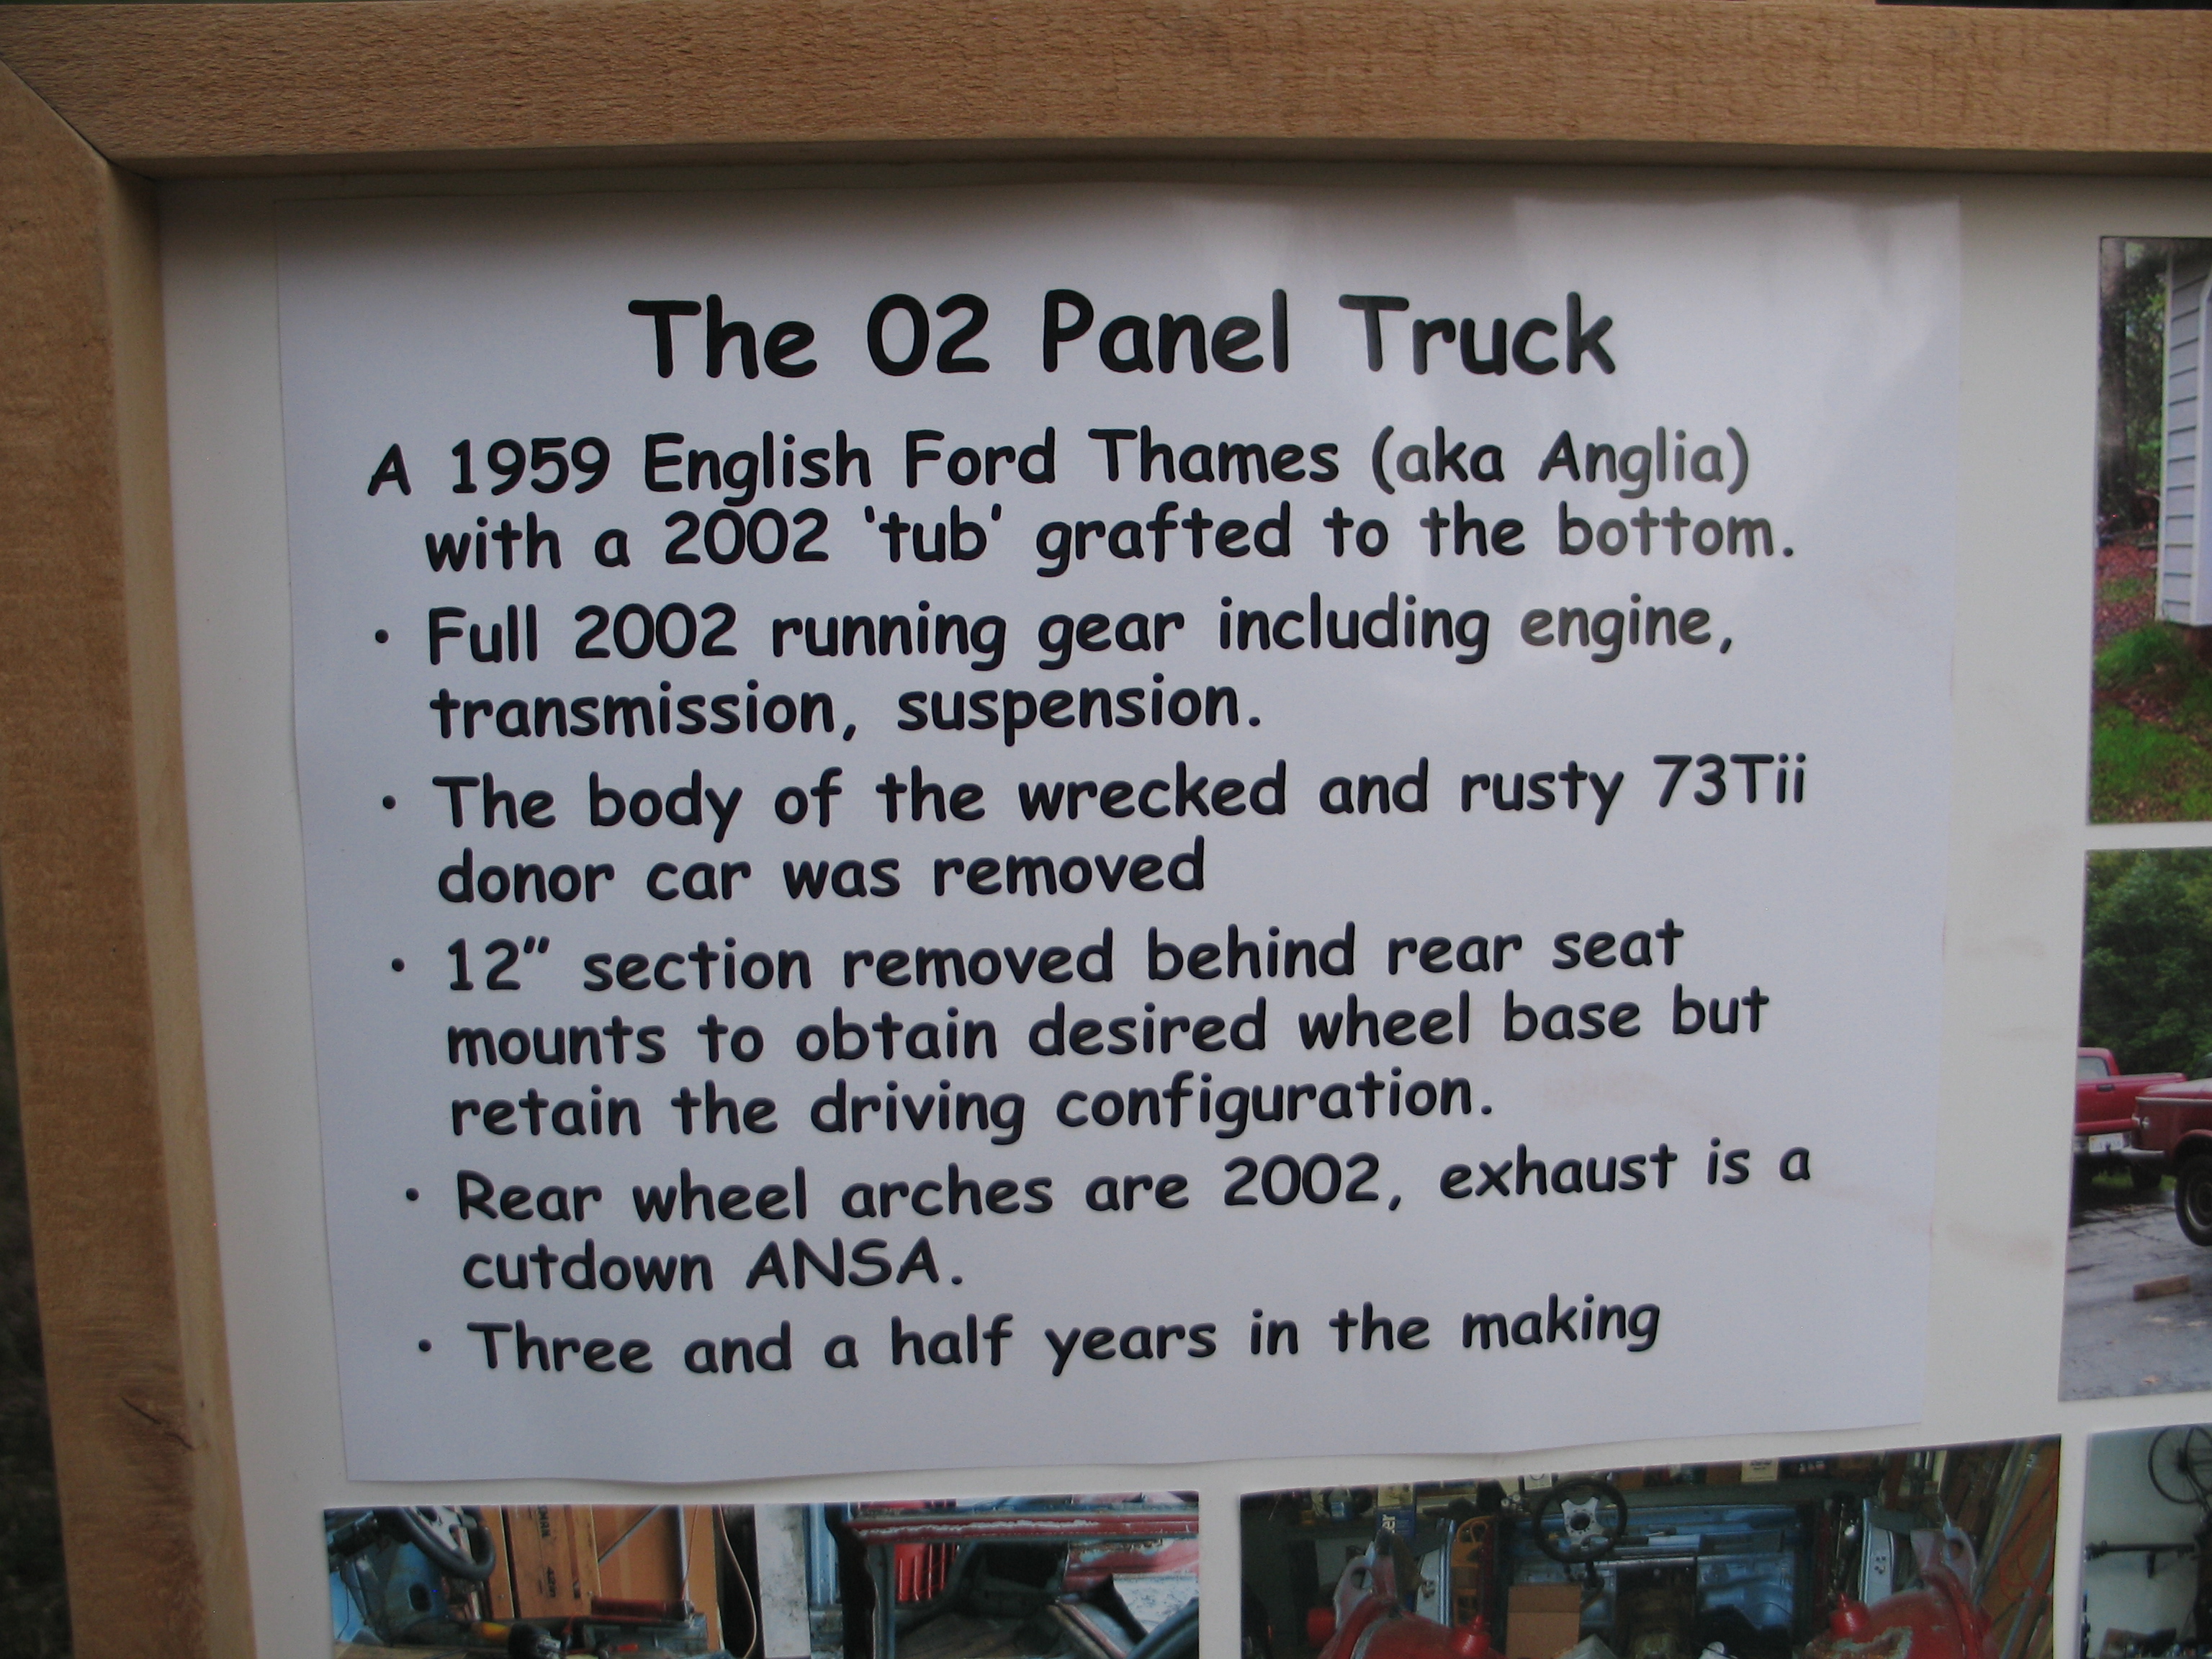 The 02 Panel Truck
A 1959 English Ford Thames (aka Anglia)
with a 2002 ‘tub’ grafted to the bottom.
• Full 2002 running gear including engine,
transmission, suspension.
• The body of the wrecked and rusty 73Tii
donor car was removed
• 12” section removed behind rear seat
mounts to obtain desired wheel base but
retain the driving configuration.
• Rear wheel arches are 2002, exhaust is a
cutdown ANSA.
• Three and a half years in the making